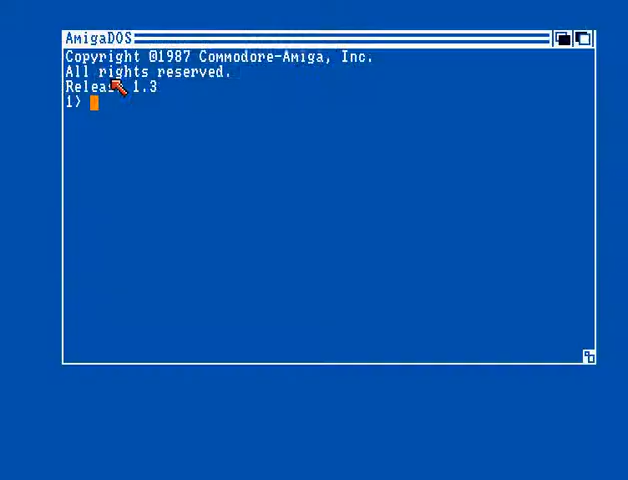 AmigaDOS
Copyright ©1987 Commodore-Amiga, Inc.
All rights reserved.
Release 1.3
1>